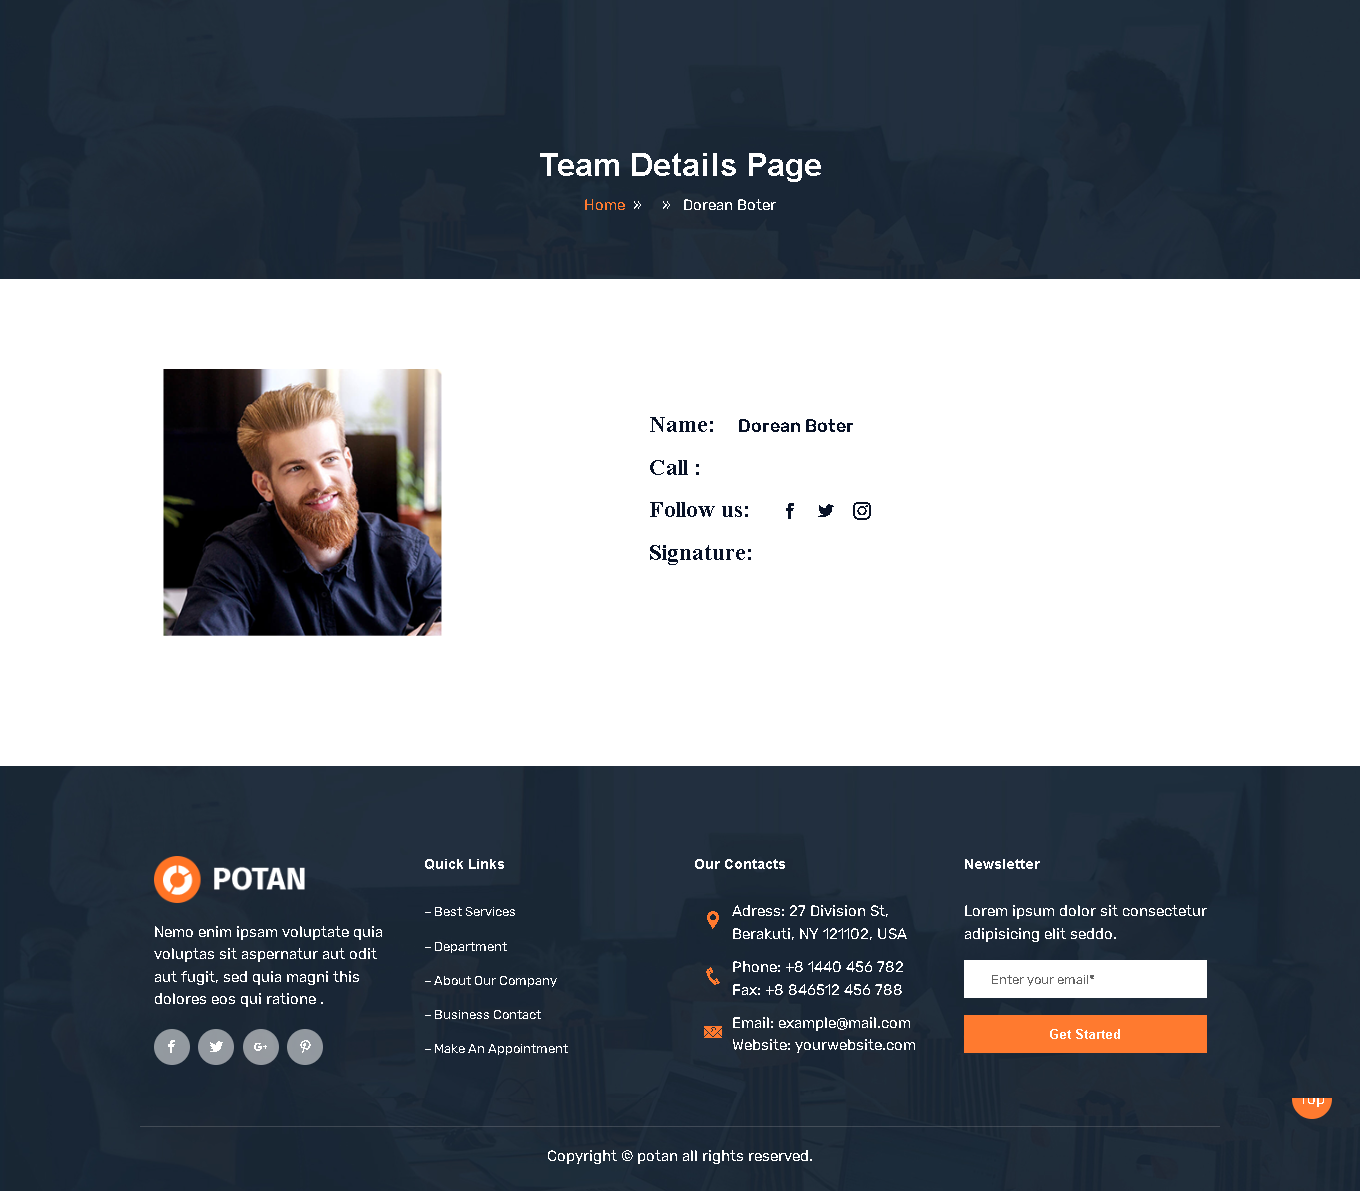 Team Details Page
Home » » Dorean Boter
Name: Dorean Boter
Call :
Follow us:
Signature:
POTAN
Nemo enim ipsam voluptate quia
voluptas sit aspernatur aut odit
aut fugit, sed quia magni this
dolores eos qui ratione .
Quick Links
– Best Services
– Department
– About Our Company
– Business Contact
– Make An Appointment
Our Contacts
Adress: 27 Division St,
Berakuti, NY 121102, USA
Phone: +8 1440 456 782
Fax: +8 846512 456 788
Email: example@mail.com
Website: yourwebsite.com
Newsletter
Lorem ipsum dolor sit consectetur
adipisicing elit seddo.
Enter your email*
Get Started
Top
Copyright © potan all rights reserved.